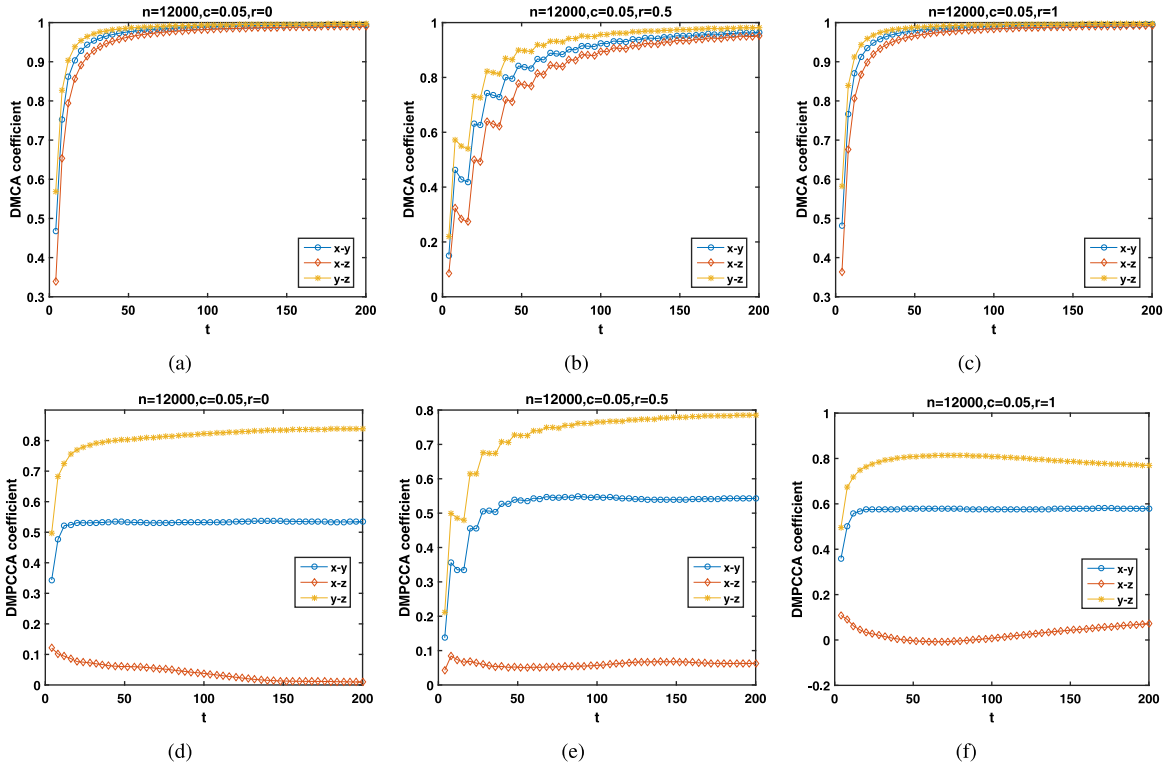 n=12000,c=0.05,r=0
DMCA coefficient
1
0.9
0.8
0.7
0.6
0.5
0.4
0.3
0 50 100 150 200
t
x-y
x-z
y-z
(a)
n=12000,c=0.05,r=0.5
DMCA coefficient
1
0.8
0.6
0.4
0.2
0
0 50 100 150 200
t
x-y
x-z
y-z
(b)
n=12000,c=0.05,r=1
DMCA coefficient
1
0.9
0.8
0.7
0.6
0.5
0.4
0.3
0 50 100 150 200
t
x-y
x-z
y-z
(c)
n=12000,c=0.05,r=0
DMPCCA coefficient
0.8
0.7
0.6
0.5
0.4
0.3
0.2
0.1
0
0 50 100 150 200
t
x-y
x-z
y-z
(d)
n=12000,c=0.05,r=0.5
DMPCCA coefficient
0.8
0.7
0.6
0.5
0.4
0.3
0.2
0.1
0
0 50 100 150 200
t
x-y
x-z
y-z
(e)
n=12000,c=0.05,r=1
DMPCCA coefficient
1
0.8
0.6
0.4
0.2
0
-0.2
0 50 100 150 200
t
x-y
x-z
y-z
(f)